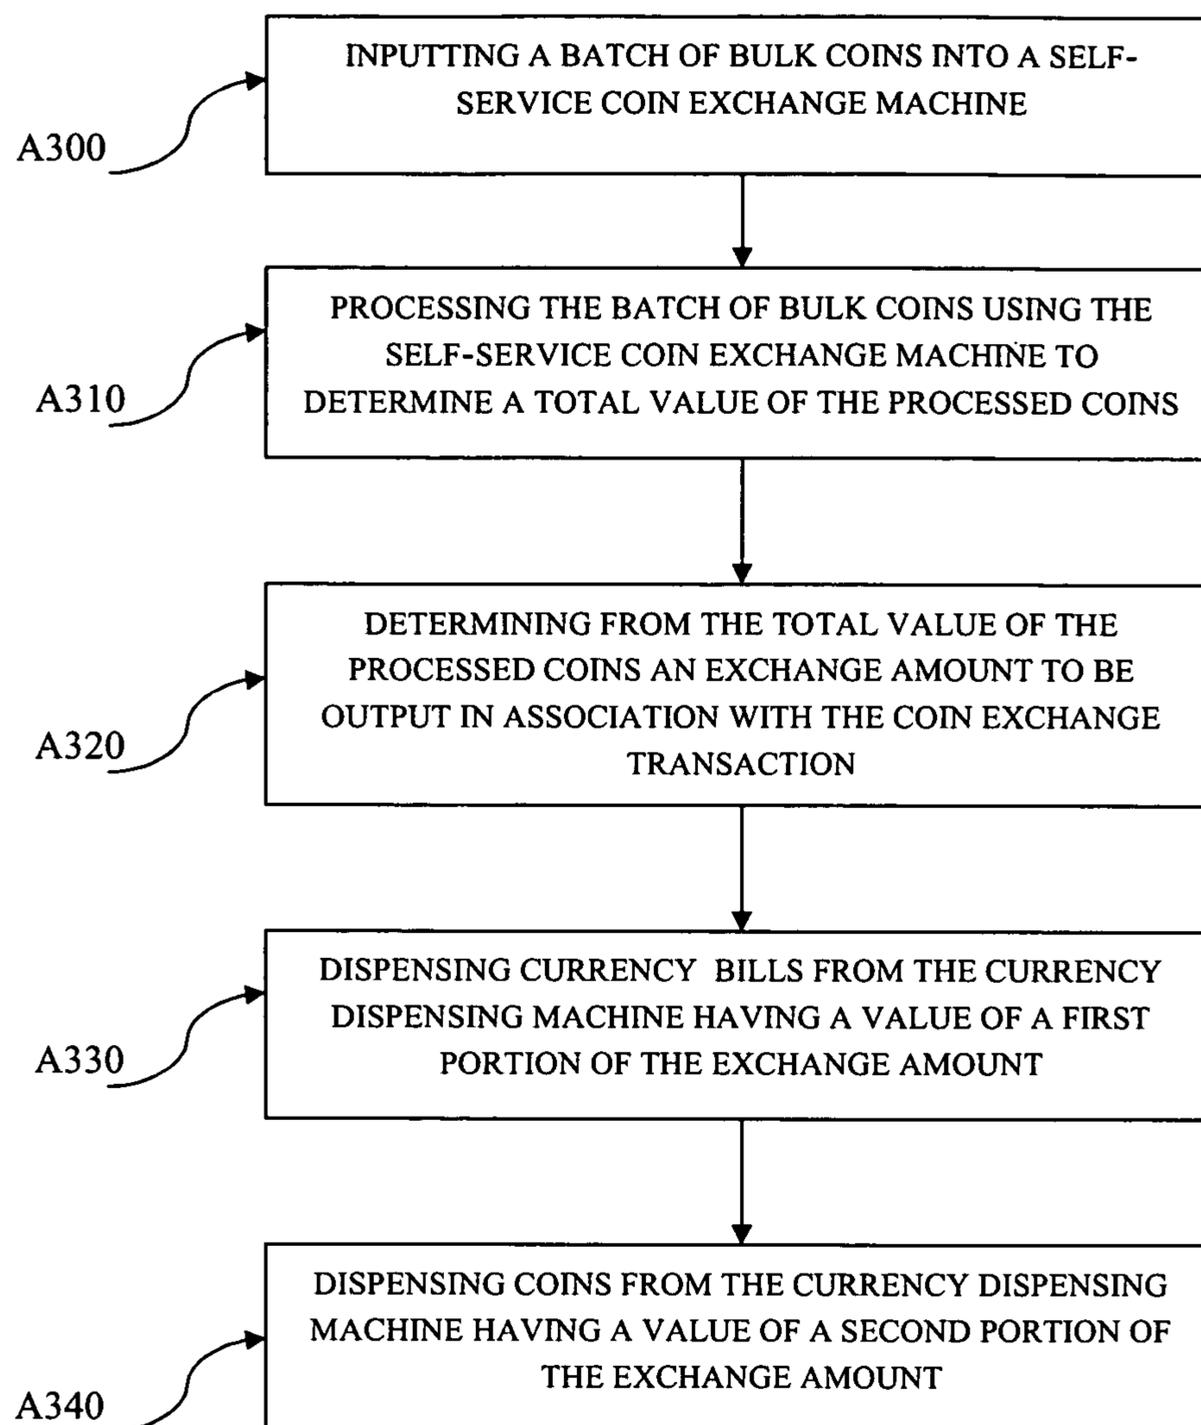 INPUTTING A BATCH OF BULK COINS INTO A SELF-
SERVICE COIN EXCHANGE MACHINE
A300
PROCESSING THE BATCH OF BULK COINS USING THE
SELF-SERVICE COIN EXCHANGE MACHINE TO
DETERMINE A TOTAL VALUE OF THE PROCESSED COINS
A310
DETERMINING FROM THE TOTAL VALUE OF THE
PROCESSED COINS AN EXCHANGE AMOUNT TO BE
OUTPUT IN ASSOCIATION WITH THE COIN EXCHANGE
TRANSACTION
A320
DISPENSING CURRENCY BILLS FROM THE CURRENCY
DISPENSING MACHINE HAVING A VALUE OF A FIRST
PORTION OF THE EXCHANGE AMOUNT
A330
DISPENSING COINS FROM THE CURRENCY DISPENSING
MACHINE HAVING A VALUE OF A SECOND PORTION OF
THE EXCHANGE AMOUNT
A340